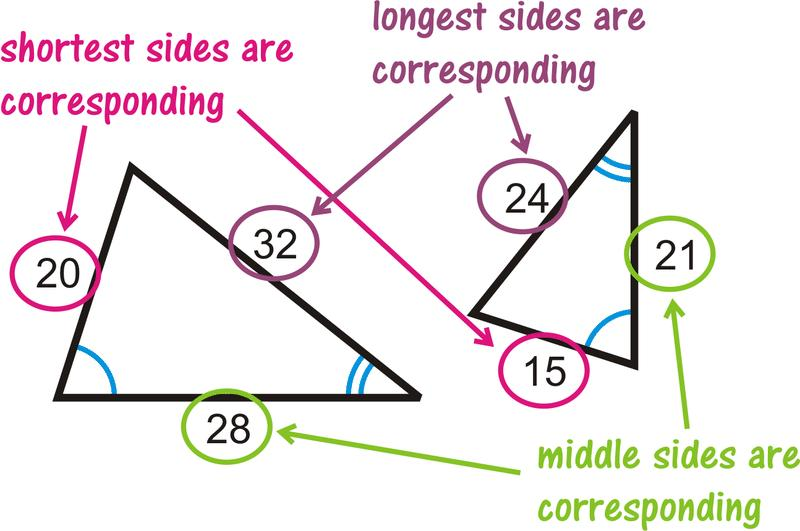 longest sides are
corresponding
shortest sides are
corresponding
24
32
21
20
15
28
middle sides are
corresponding